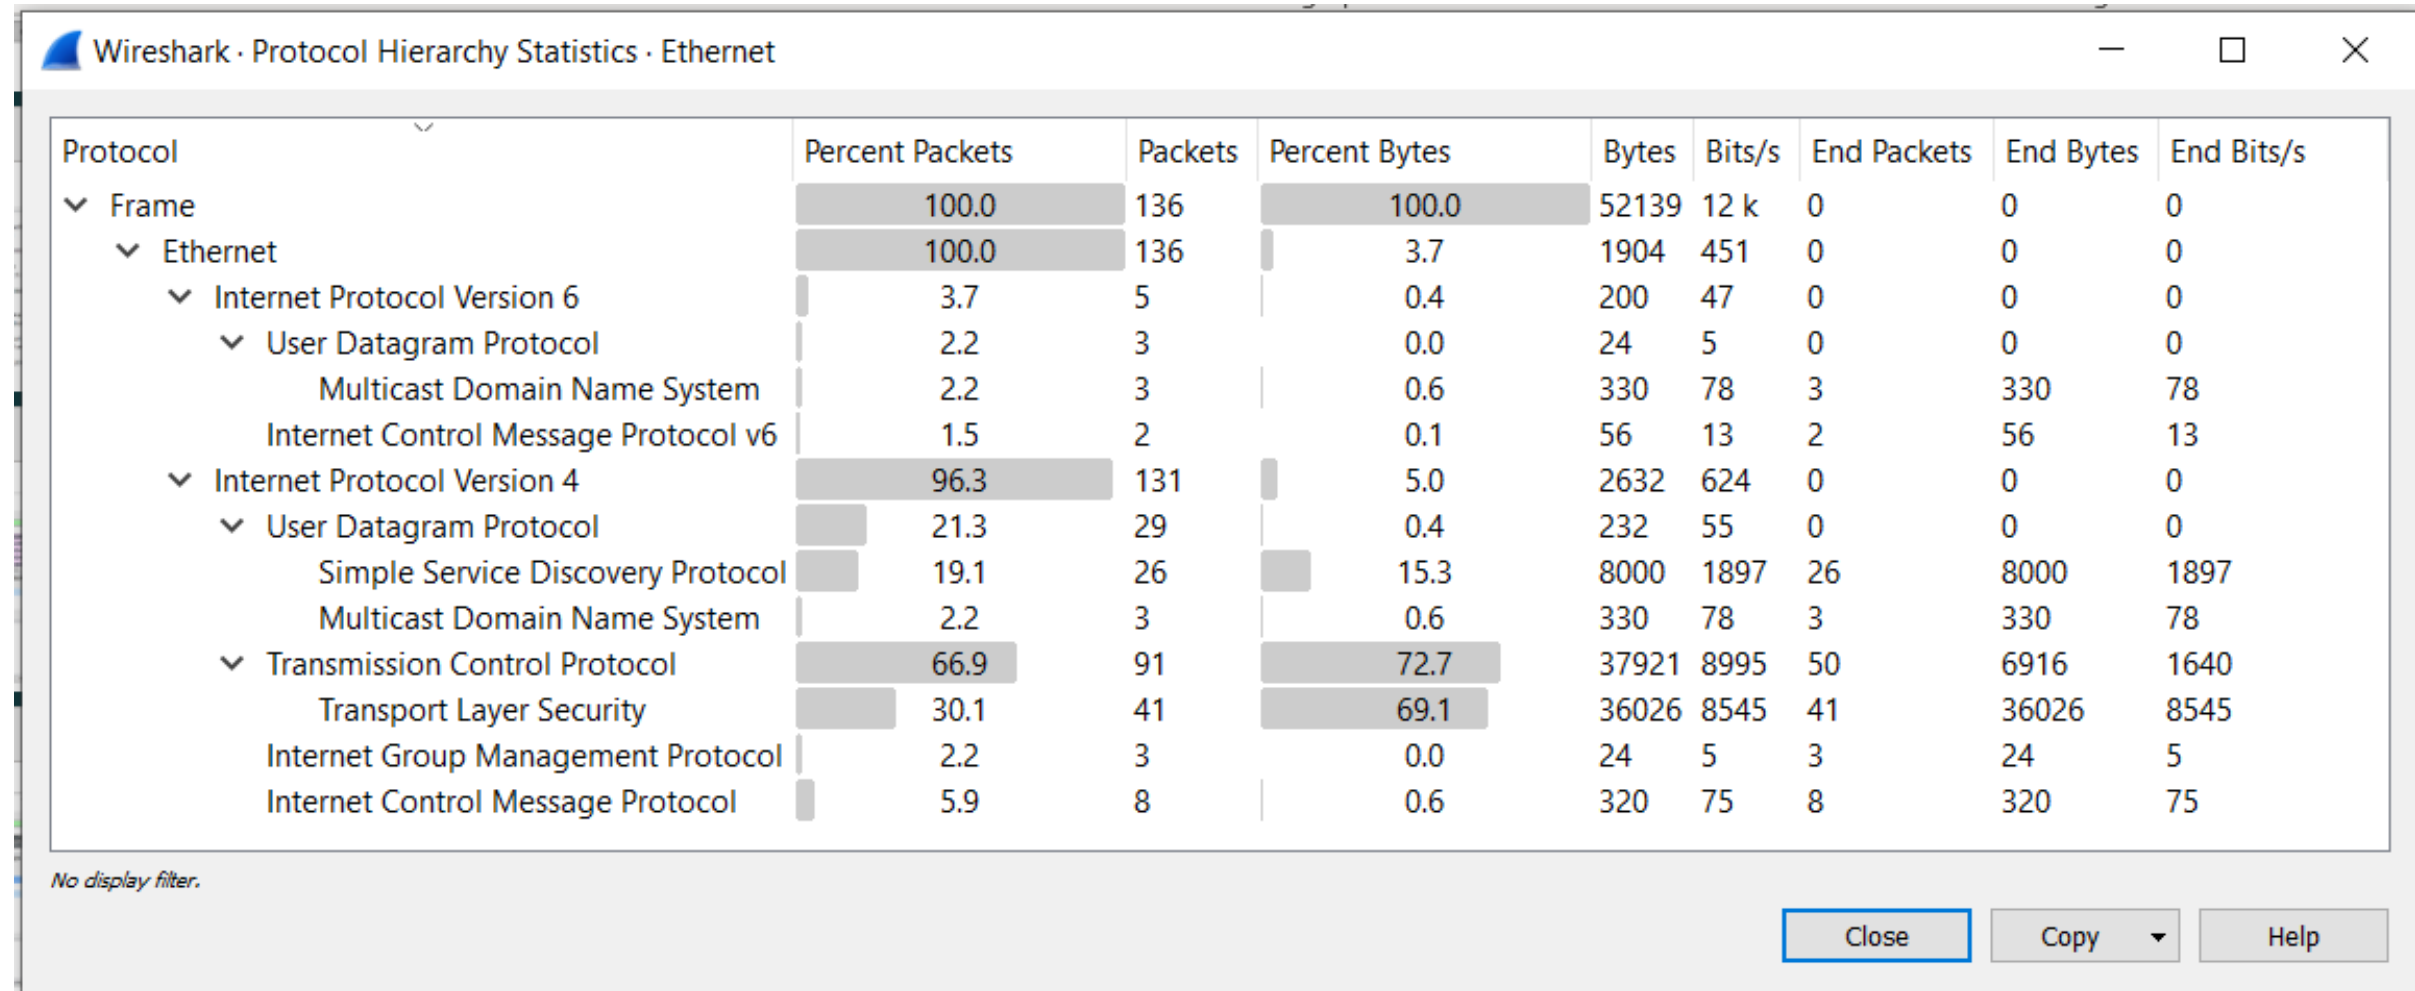 Wireshark · Protocol Hierarchy Statistics · Ethernet
Protocol Percent Packets Packets Percent Bytes Bytes Bits/s End Packets End Bytes End Bits/s
Frame 100.0 136 100.0 52139 12 k 0 0 0
Ethernet 100.0 136 3.7 1904 451 0 0 0
Internet Protocol Version 6 3.7 5 0.4 200 47 0 0 0
User Datagram Protocol 2.2 3 0.0 24 5 0 0 0
Multicast Domain Name System 2.2 3 0.6 330 78 3 330 78
Internet Control Message Protocol v6 1.5 2 0.1 56 13 2 56 13
Internet Protocol Version 4 96.3 131 5.0 2632 624 0 0 0
User Datagram Protocol 21.3 29 0.4 232 55 0 0 0
Simple Service Discovery Protocol 19.1 26 15.3 8000 1897 26 8000 1897
Multicast Domain Name System 2.2 3 0.6 330 78 3 330 78
Transmission Control Protocol 66.9 91 72.7 37921 8995 50 6916 1640
Transport Layer Security 30.1 41 69.1 36026 8545 41 36026 8545
Internet Group Management Protocol 2.2 3 0.0 24 5 3 24 5
Internet Control Message Protocol 5.9 8 0.6 320 75 8 320 75
No display filter.
Close Copy Help